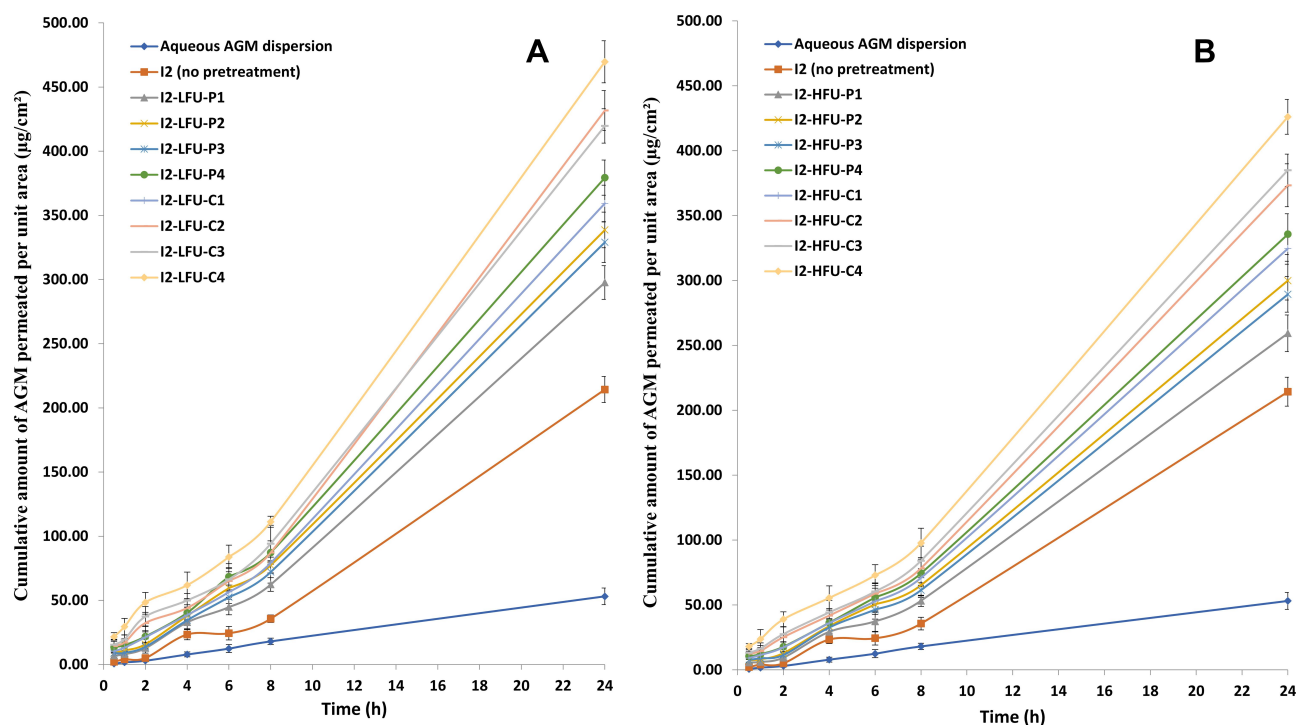 A
Cumulative amount of AGM permeated per unit area (µg/cm²)
500.00
450.00
400.00
350.00
300.00
250.00
200.00
150.00
100.00
50.00
0.00
Aqueous AGM dispersion
I2 (no pretreatment)
I2-LFU-P1
I2-LFU-P2
I2-LFU-P3
I2-LFU-P4
I2-LFU-C1
I2-LFU-C2
I2-LFU-C3
I2-LFU-C4
0 2 4 6 8 10 12 14 16 18 20 22 24
Time (h)
B
Cumulative amount of AGM permeated per unit area (µg/cm²)
500.00
450.00
400.00
350.00
300.00
250.00
200.00
150.00
100.00
50.00
0.00
Aqueous AGM dispersion
I2 (no pretreatment)
I2-HFU-P1
I2-HFU-P2
I2-HFU-P3
I2-HFU-P4
I2-HFU-C1
I2-HFU-C2
I2-HFU-C3
I2-HFU-C4
0 2 4 6 8 10 12 14 16 18 20 22 24
Time (h)